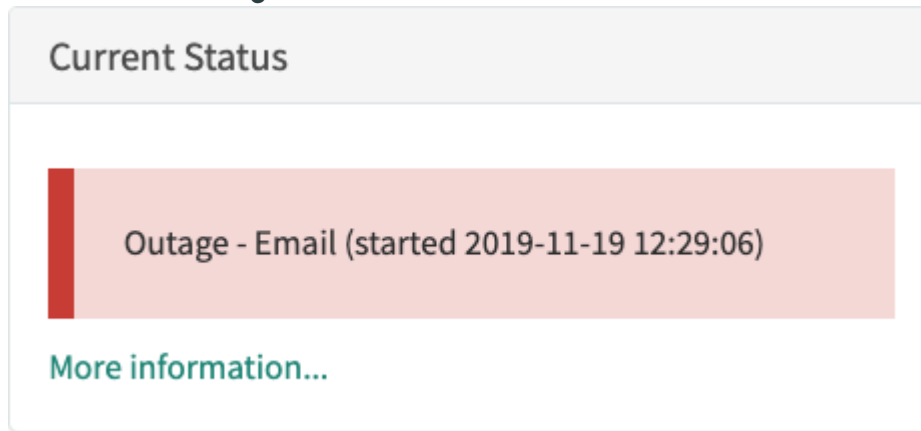 Current Status
Outage - Email (started 2019-11-19 12:29:06)
More information...